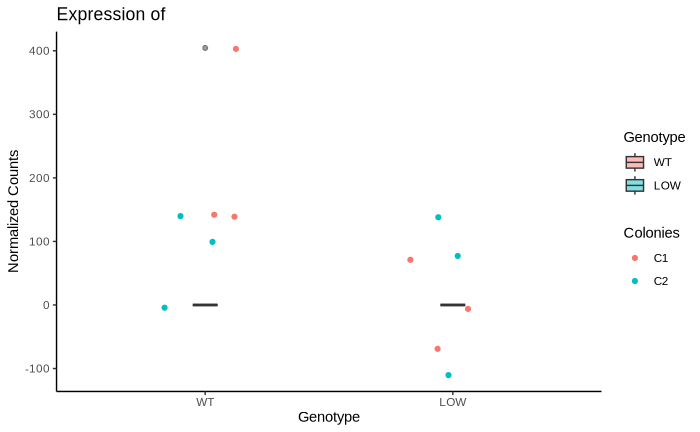 Expression of
Normalized Counts
400
300
200
100
0
-100
WT
LOW
Genotype
Genotype
WT
LOW
Colonies
C1
C2